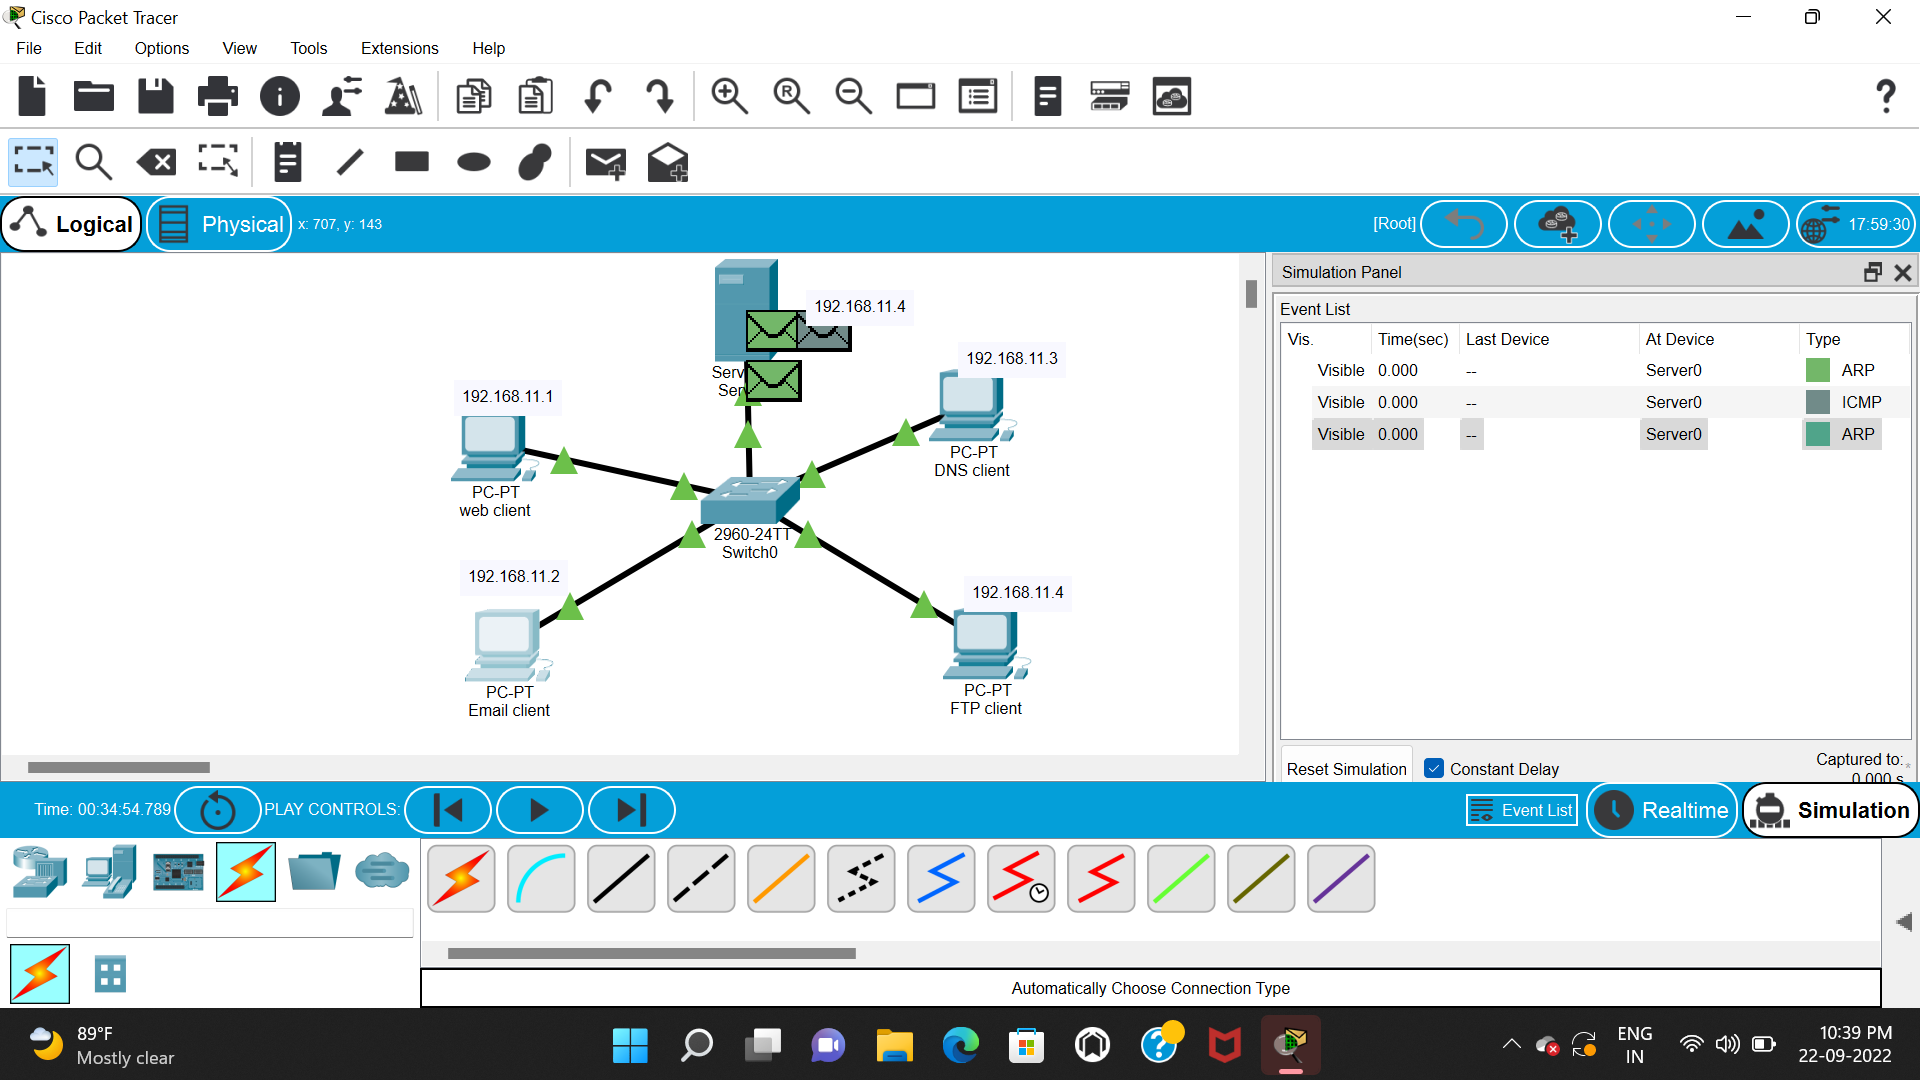 Cisco Packet Tracer
File Edit Options View Tools Extensions Help
Logical Physical x: 707, y: 143 [Root] 17:59:30
Simulation Panel
Event List
Vis. Time(sec) Last Device At Device Type
Visible 0.000 -- Server0 ARP
Visible 0.000 -- Server0 ICMP
Visible 0.000 -- Server0 ARP
192.168.11.4
Serv
Ser
192.168.11.3
PC-PT
DNS client
192.168.11.1
PC-PT
web client
2960-24TT
Switch0
192.168.11.2
PC-PT
Email client
192.168.11.4
PC-PT
FTP client
Reset Simulation Constant Delay Captured to:
0.000 s
Time: 00:34:54.789 PLAY CONTROLS: Event List Realtime Simulation
Automatically Choose Connection Type
89°F
Mostly clear
ENG
IN
10:39 PM
22-09-2022